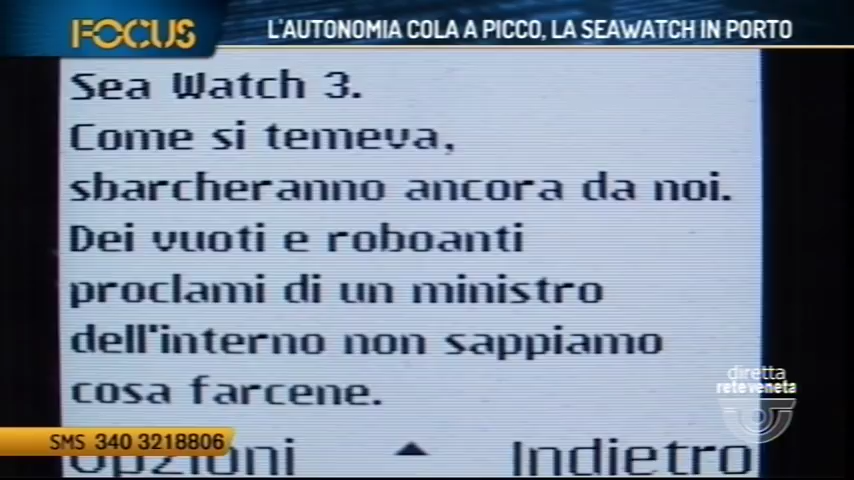 FOCUS
L'AUTONOMIA COLA A PICCO, LA SEAWATCH IN PORTO
Sea Watch 3.
Come si temeva,
sbarcheranno ancora da noi.
Dei vuoti e roboanti
proclami di un ministro
dell'interno non sappiamo
cosa farcene.
diretta
reteveneta
SMS 340 3218806
Opzioni Indietro